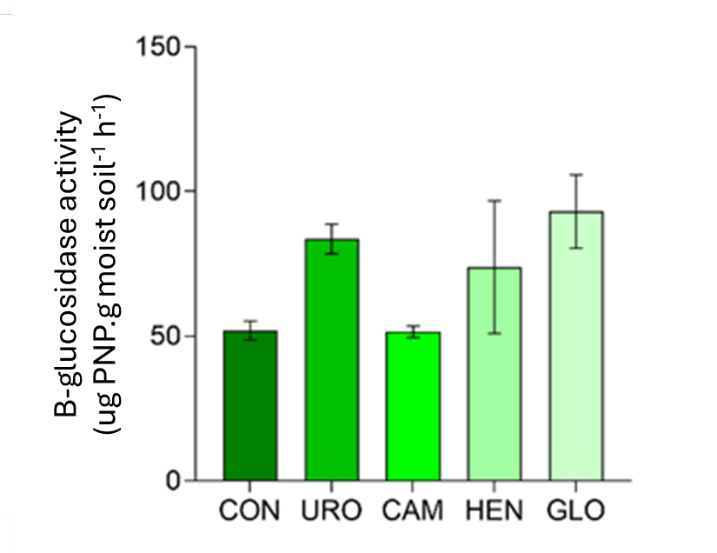 B-glucosidase activity
(ug PNP.g moist soil⁻¹ h⁻¹)
150
100
50
0
CON URO CAM HEN GLO